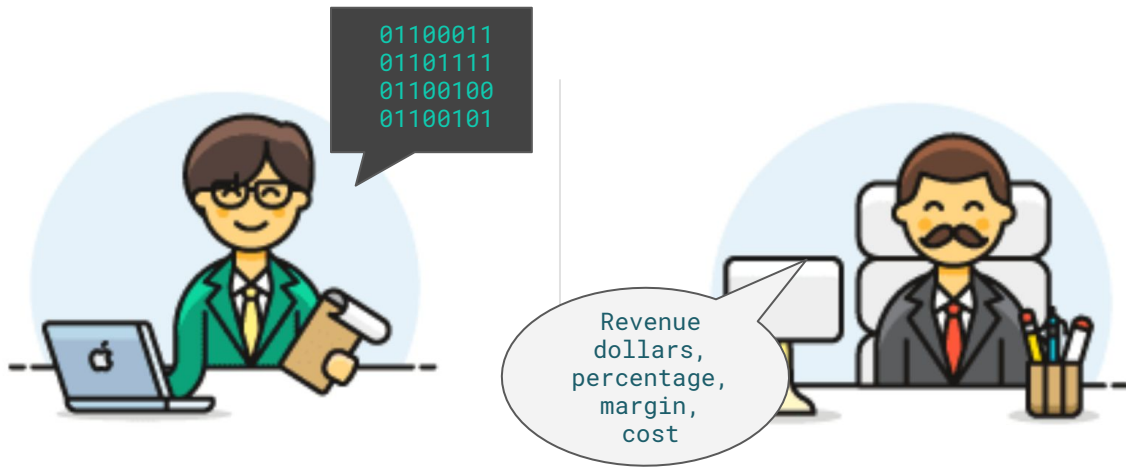 01100011
01101111
01100100
01100101
Revenue
dollars,
percentage,
margin,
cost